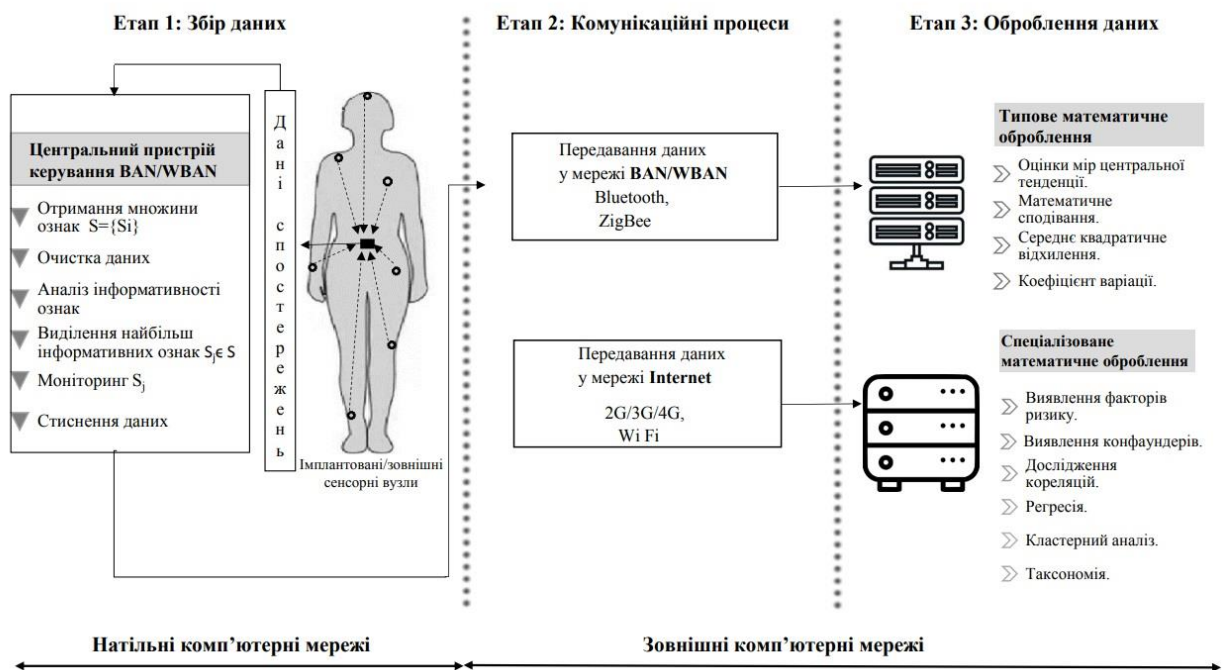 Етап 1: Збір даних
Центральний пристрій
керування BAN/WBAN
Отримання множини
ознак S={Si}
Очистка даних
Аналіз інформативності
ознак
Виділення найбільш
інформативних ознак Sjϵ S
Моніторинг Sj
Стиснення даних
Дані спостережень
Імплантовані/зовнішні
сенсорні вузли
Етап 2: Комунікаційні процеси
Передавання даних
у мережі BAN/WBAN
Bluetooth,
ZigBee
Передавання даних
у мережі Internet
2G/3G/4G,
Wi Fi
Етап 3: Оброблення даних
Типове математичне
оброблення
Оцінки мір центральної
тенденції.
Математичне
сподівання.
Середнє квадратичне
відхилення.
Коефіцієнт варіації.
Спеціалізоване
математичне оброблення
Виявлення факторів
ризику.
Виявлення конфаундерів.
Дослідження
кореляцій.
Регресія.
Кластерний аналіз.
Таксономія.
Натільні комп’ютерні мережі
Зовнішні комп’ютерні мережі